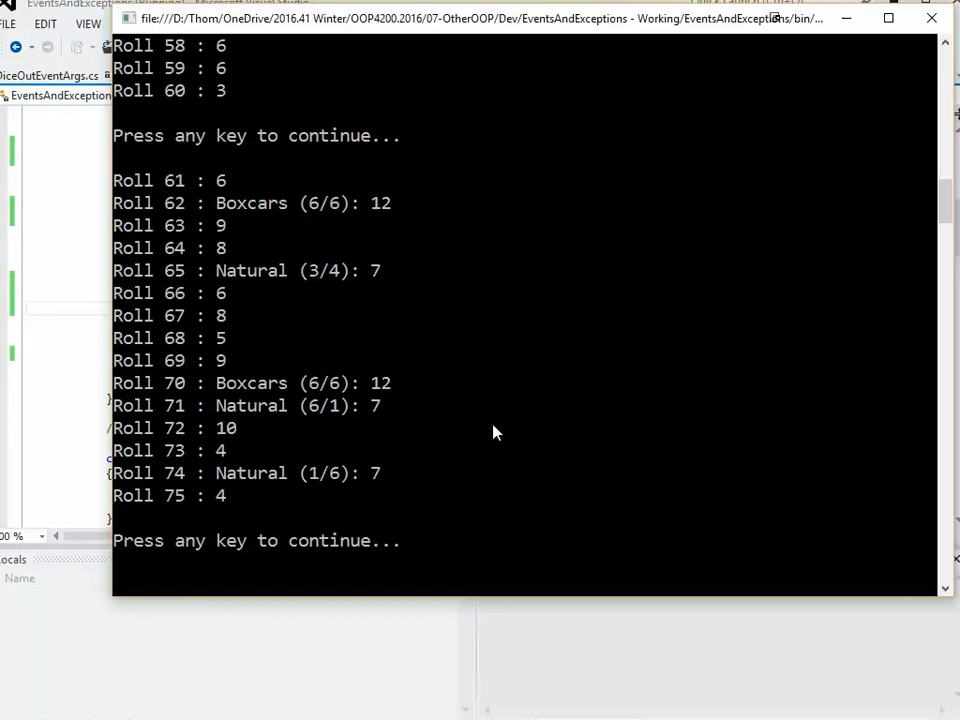 EventsAndExceptions (Running) - Microsoft Visual Studio
file:///D:/Thom/OneDrive/2016.41 Winter/OOP4200.2016/07-OtherOOP/Dev/EventsAndExceptions - Working/EventsAndExceptions/bin/...
FILE EDIT VIEW
DiceOutEventArgs.cs
EventsAndException
Roll 58 : 6
Roll 59 : 6
Roll 60 : 3
Press any key to continue...
Roll 61 : 6
Roll 62 : Boxcars (6/6): 12
Roll 63 : 9
Roll 64 : 8
Roll 65 : Natural (3/4): 7
Roll 66 : 6
Roll 67 : 8
Roll 68 : 5
Roll 69 : 9
Roll 70 : Boxcars (6/6): 12
Roll 71 : Natural (6/1): 7
Roll 72 : 10
Roll 73 : 4
Roll 74 : Natural (1/6): 7
Roll 75 : 4
Press any key to continue...
00 %
Locals
Name